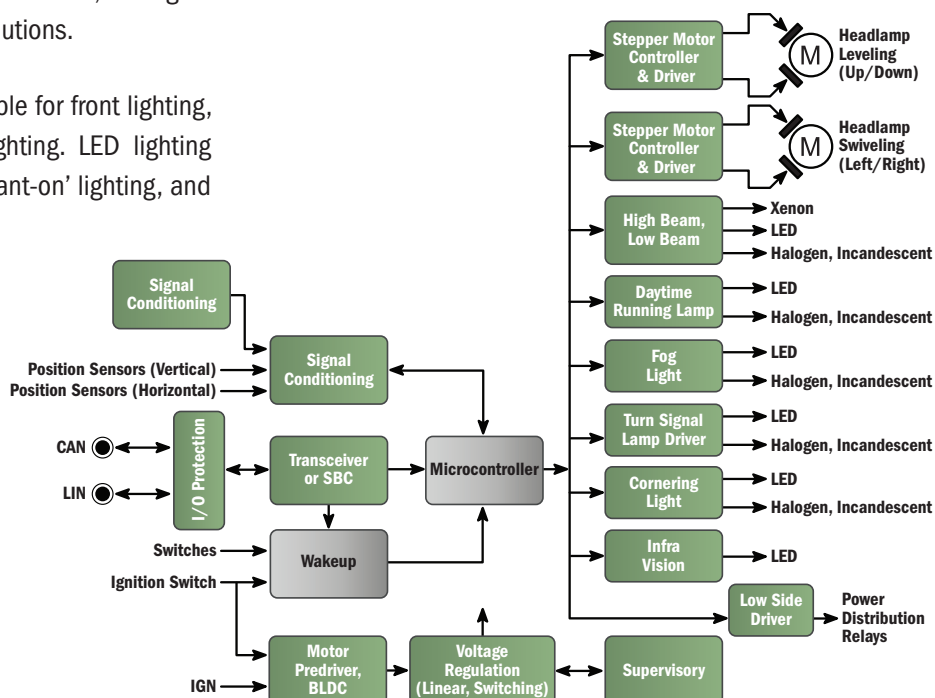 utions.
ble for front lighting,
ghting. LED lighting
ant-on’ lighting, and
Stepper Motor
Controller
& Driver
M
Headlamp
Leveling
(Up/Down)
Stepper Motor
Controller
& Driver
M
Headlamp
Swiveling
(Left/Right)
High Beam,
Low Beam
Xenon
LED
Halogen, Incandescent
Daytime
Running Lamp
LED
Halogen, Incandescent
Fog
Light
LED
Halogen, Incandescent
Turn Signal
Lamp Driver
LED
Halogen, Incandescent
Cornering
Light
LED
Halogen, Incandescent
Infra
Vision
LED
Low Side
Driver
Power
Distribution
Relays
Signal
Conditioning
Signal
Conditioning
Position Sensors (Vertical)
Position Sensors (Horizontal)
CAN
LIN
I/O Protection
Transceiver
or SBC
Microcontroller
Switches
Ignition Switch
Wakeup
IGN
Motor
Predriver,
BLDC
Voltage
Regulation
(Linear, Switching)
Supervisory